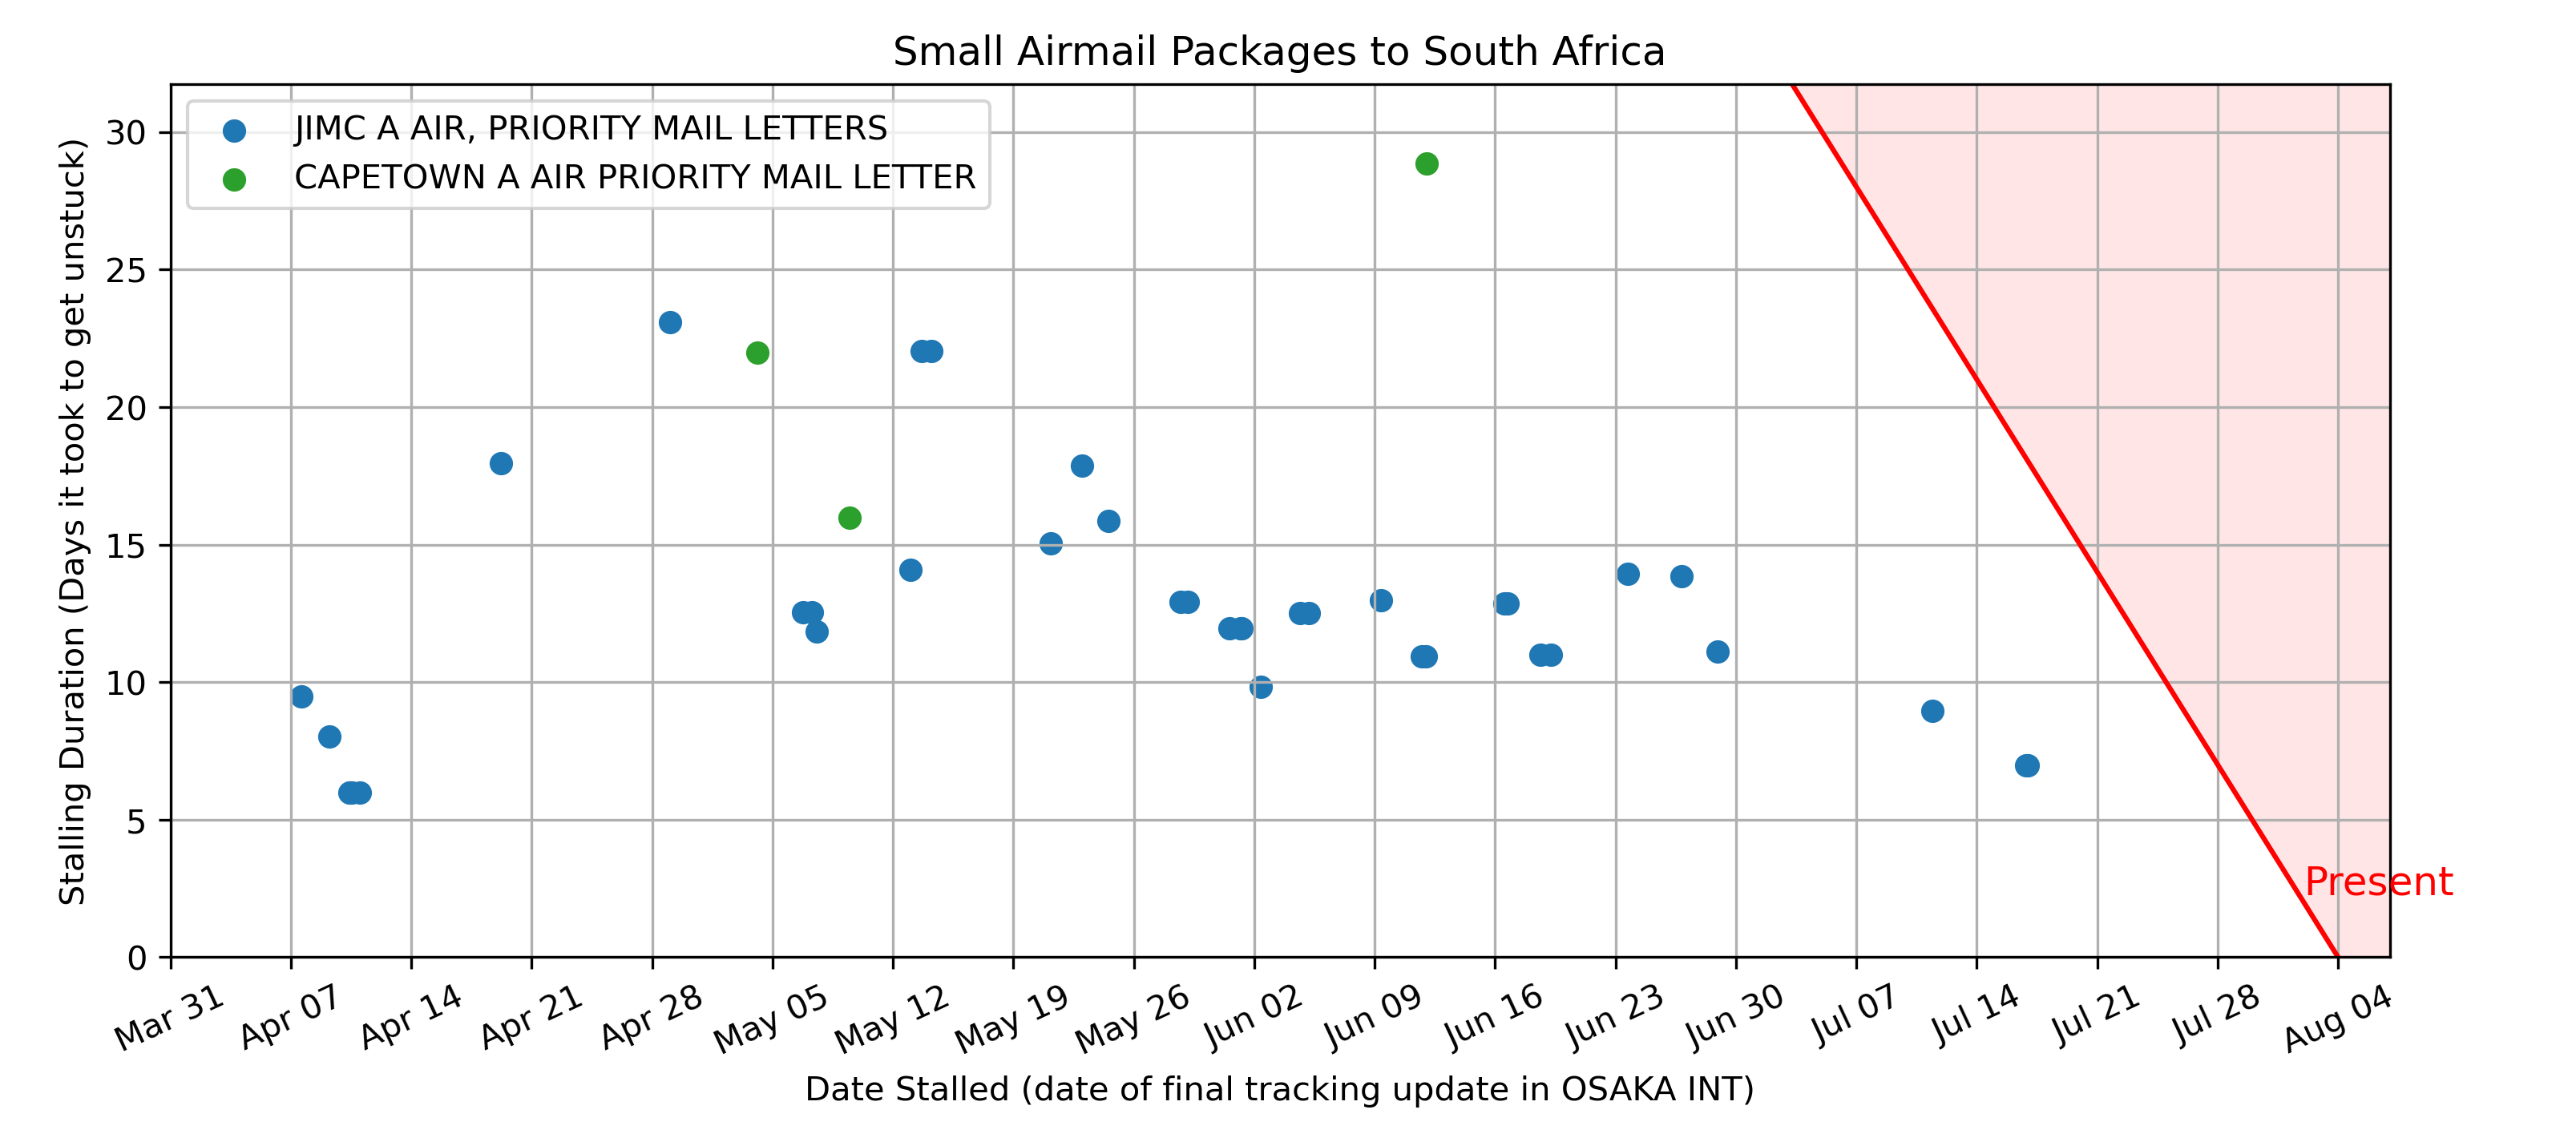 Small Airmail Packages to South Africa
JIMC A AIR, PRIORITY MAIL LETTERS
CAPETOWN A AIR PRIORITY MAIL LETTER
Stalling Duration (Days it took to get unstuck)
30
25
20
15
10
5
0
Present
Mar 31
Apr 07
Apr 14
Apr 21
Apr 28
May 05
May 12
May 19
May 26
Jun 02
Jun 09
Jun 16
Jun 23
Jun 30
Jul 07
Jul 14
Jul 21
Jul 28
Aug 04
Date Stalled (date of final tracking update in OSAKA INT)